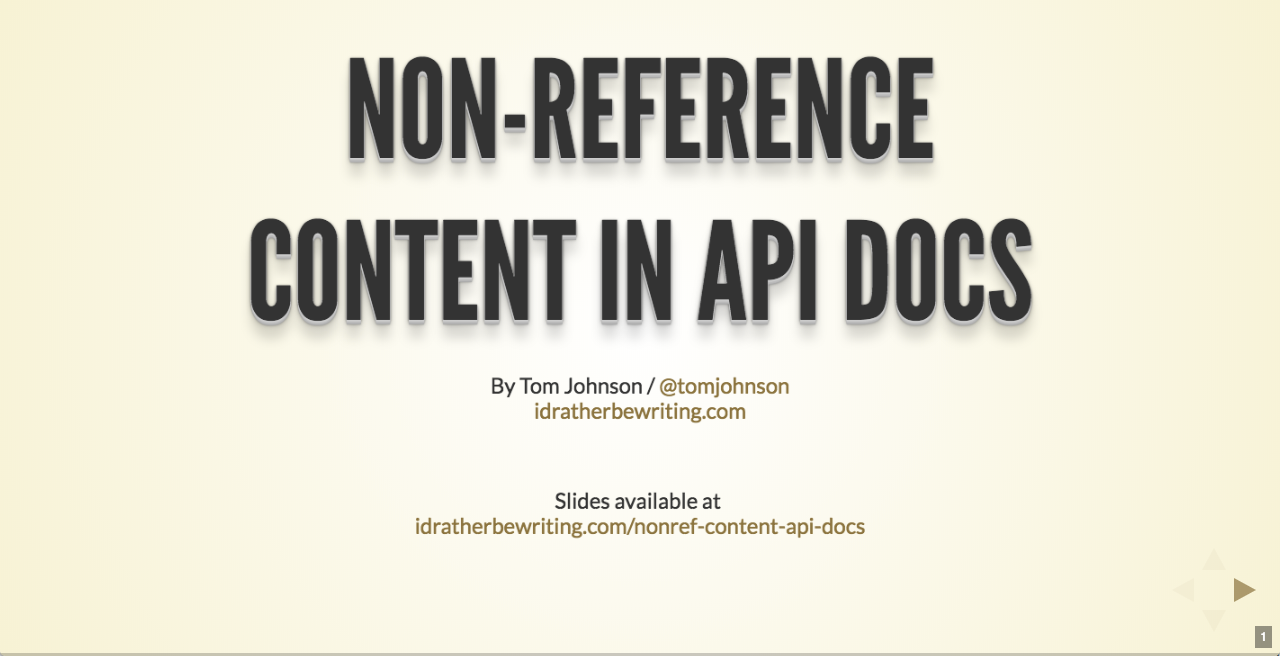 NON-REFERENCE
CONTENT IN API DOCS
By Tom Johnson / @tomjohnson
idratherbewriting.com
Slides available at
idratherbewriting.com/nonref-content-api-docs
1